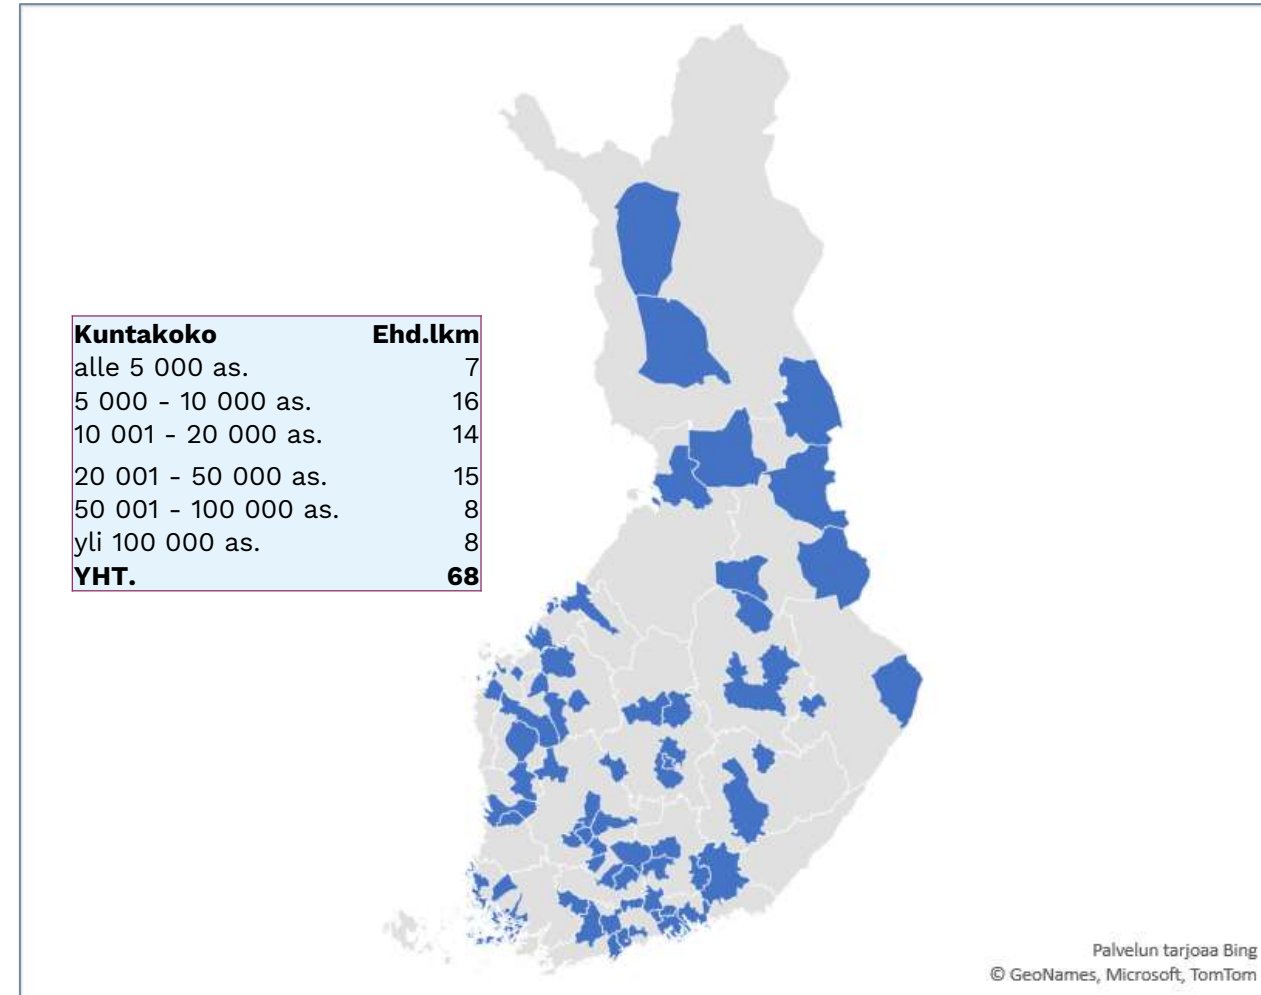 Kuntakoko Ehd.lkm
alle 5 000 as. 7
5 000 - 10 000 as. 16
10 001 - 20 000 as. 14
20 001 - 50 000 as. 15
50 001 - 100 000 as. 8
yli 100 000 as. 8
YHT. 68
Palvelun tarjoaa Bing
© GeoNames, Microsoft, TomTom